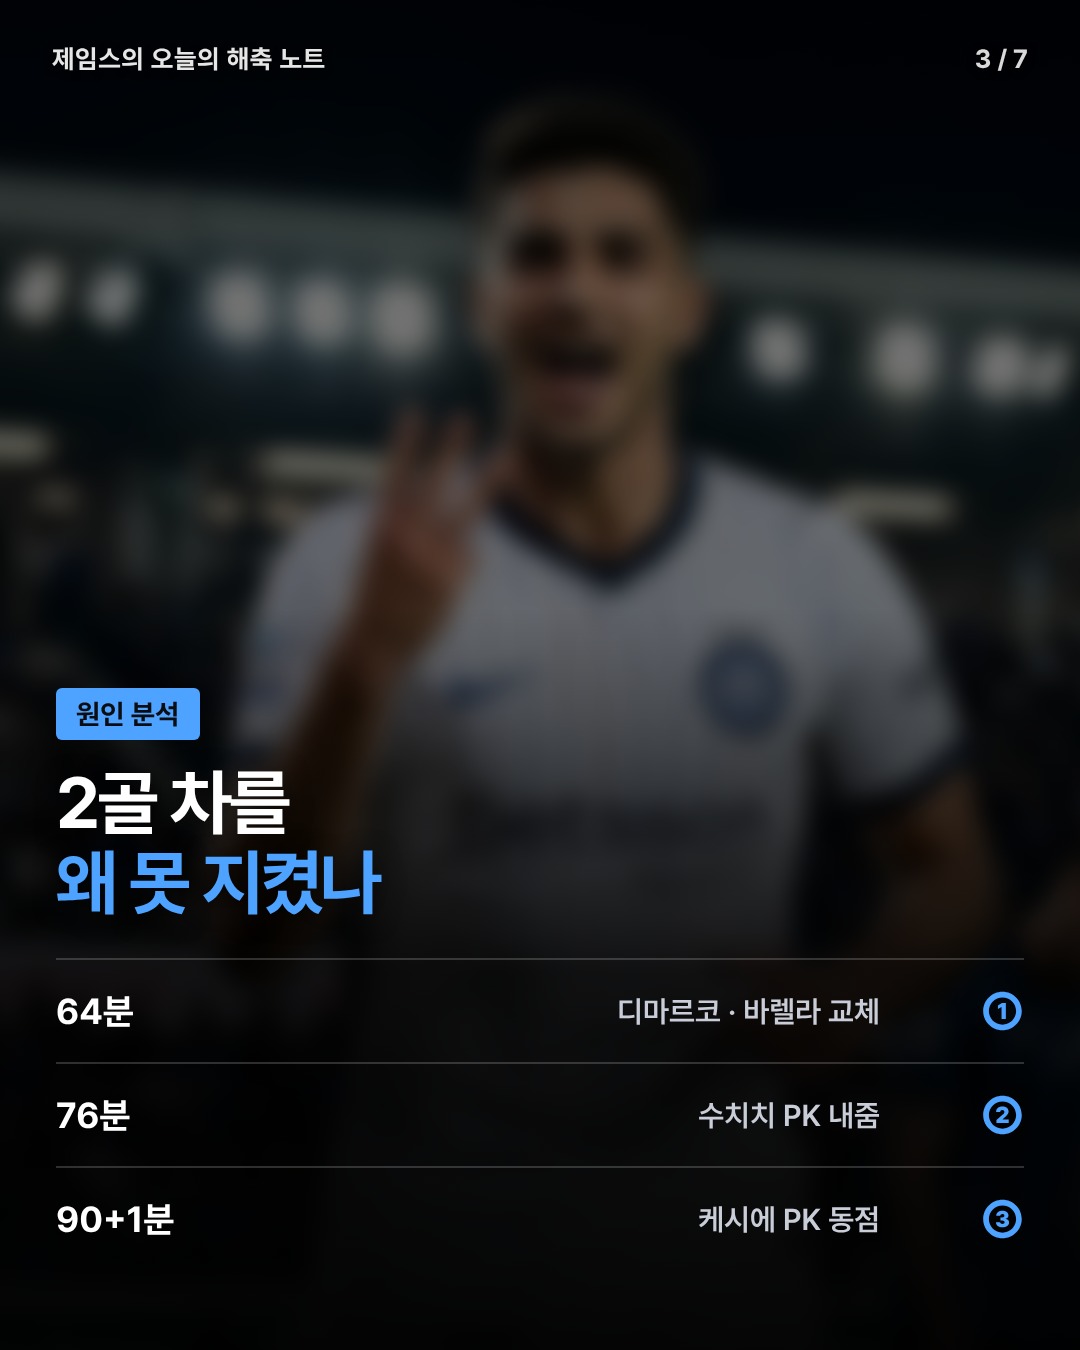 제임스의 오늘의 해축 노트
3 / 7
원인 분석
2골 차를
왜 못 지켰나
64분 디마르코 · 바렐라 교체 ①
76분 수치치 PK 내줌 ②
90+1분 케시에 PK 동점 ③